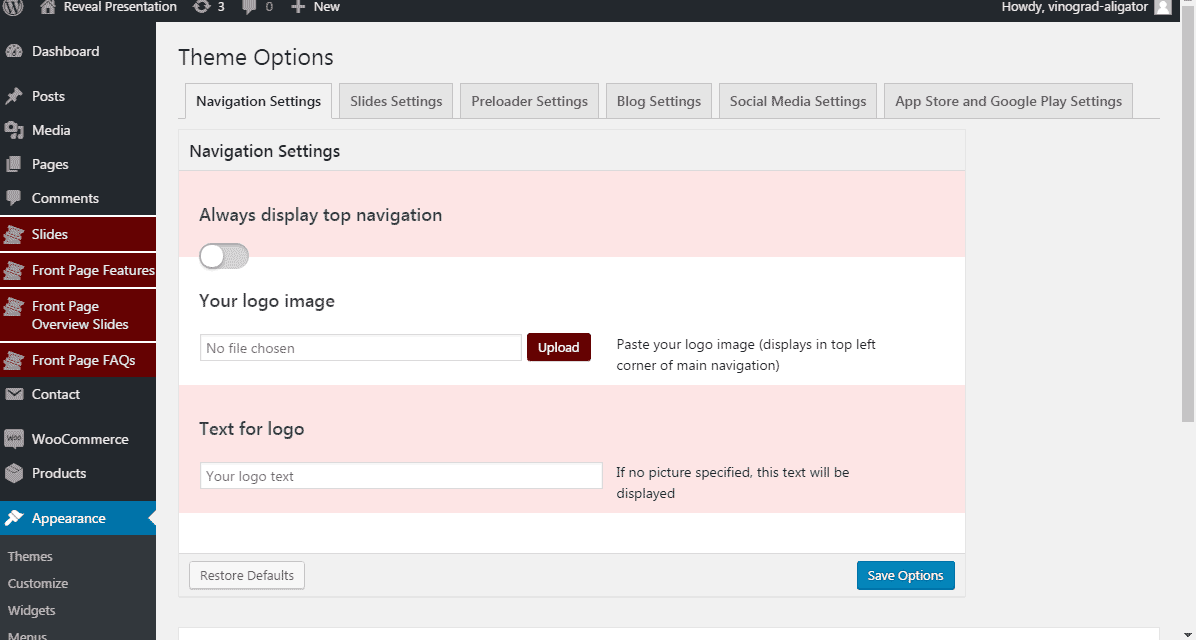 Reveal Presentation 3 0 New Howdy, vinograd-aligator
Dashboard
Posts
Media
Pages
Comments
Slides
Front Page Features
Front Page
Overview Slides
Front Page FAQs
Contact
WOO WooCommerce
Products
Appearance
Themes
Customize
Widgets
Menus
Theme Options
Navigation Settings Slides Settings Preloader Settings Blog Settings Social Media Settings App Store and Google Play Settings
Navigation Settings
Always display top navigation
Your logo image
No file chosen Upload Paste your logo image (displays in top left
corner of main navigation)
Text for logo
Your logo text If no picture specified, this text will be
displayed
Restore Defaults Save Options